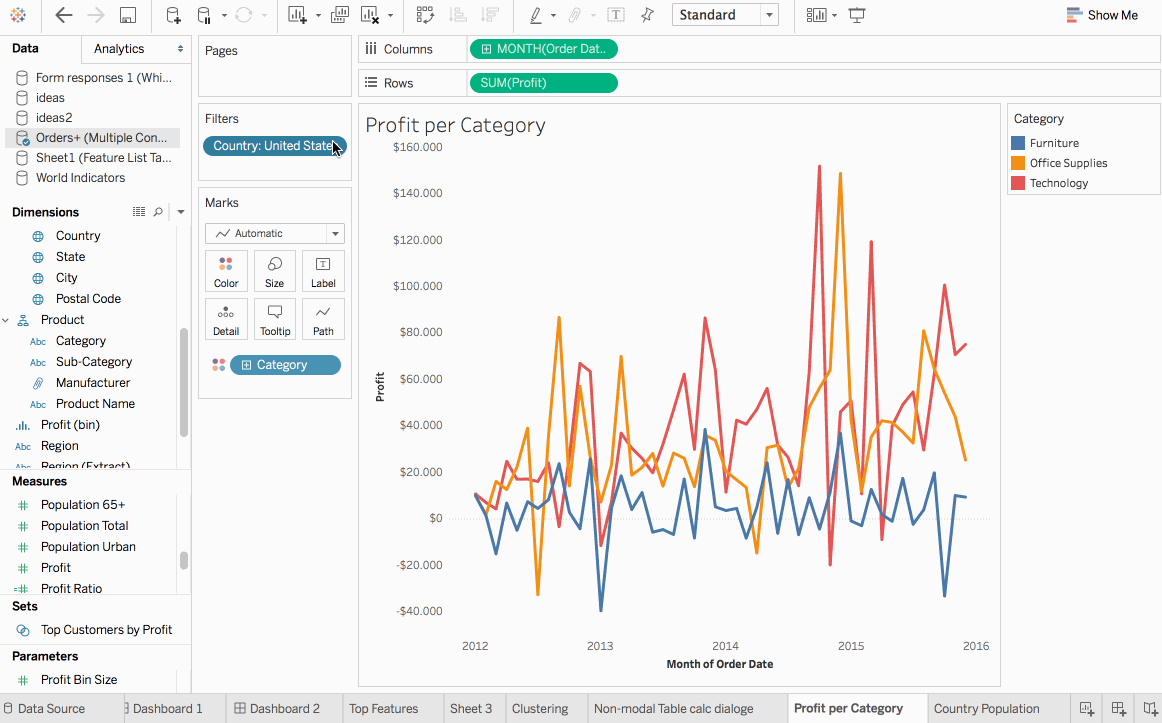 Standard
Show Me
Data
Analytics
Form responses 1 (Whi...
ideas
ideas2
Orders+ (Multiple Con...
Sheet1 (Feature List Ta...
World Indicators
Dimensions
Country
State
City
Postal Code
Product
Abc Category
Abc Sub-Category
Manufacturer
Abc Product Name
Profit (bin)
Abc Region
Abc Region (Extract)
Measures
Population 65+
Population Total
Population Urban
Profit
Profit Ratio
Sets
Top Customers by Profit
Parameters
Profit Bin Size
Pages
Filters
Country: United State
Marks
Automatic
Color
Size
Label
Detail
Tooltip
Path
Category
Columns
MONTH(Order Dat..
Rows
SUM(Profit)
Profit per Category
$160.000
$140.000
$120.000
$100.000
$80.000
$60.000
$40.000
$20.000
$0
-$20.000
-$40.000
Profit
2012
2013
2014
2015
2016
Month of Order Date
Category
Furniture
Office Supplies
Technology
Data Source
Dashboard 1
Dashboard 2
Top Features
Sheet 3
Clustering
Non-modal Table calc dialoge
Profit per Category
Country Population